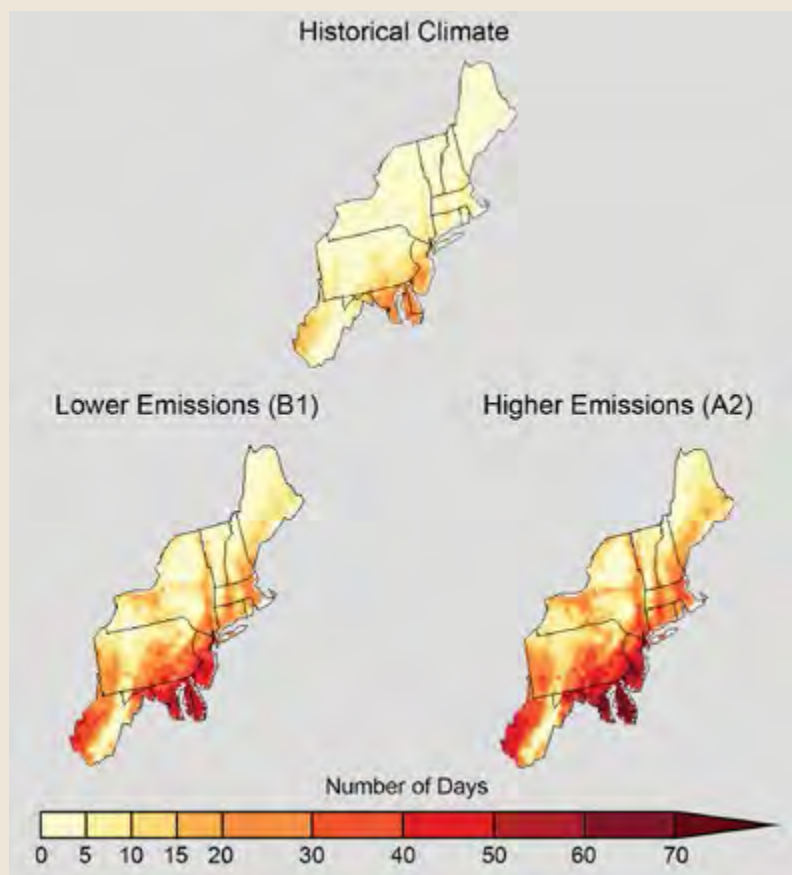 Historical Climate
Lower Emissions (B1) Higher Emissions (A2)
Number of Days
0 5 10 15 20 30 40 50 60 70